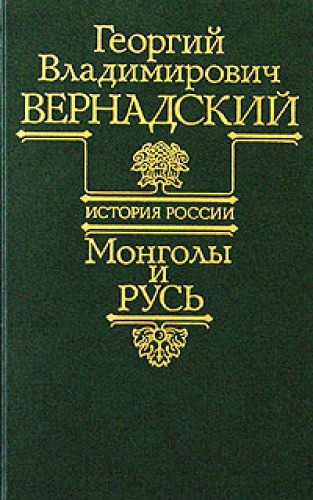 Георгий
Владимирович
ВЕРНАДСКИЙ
ИСТОРИЯ РОССИИ
Монголы
и
РУСЬ